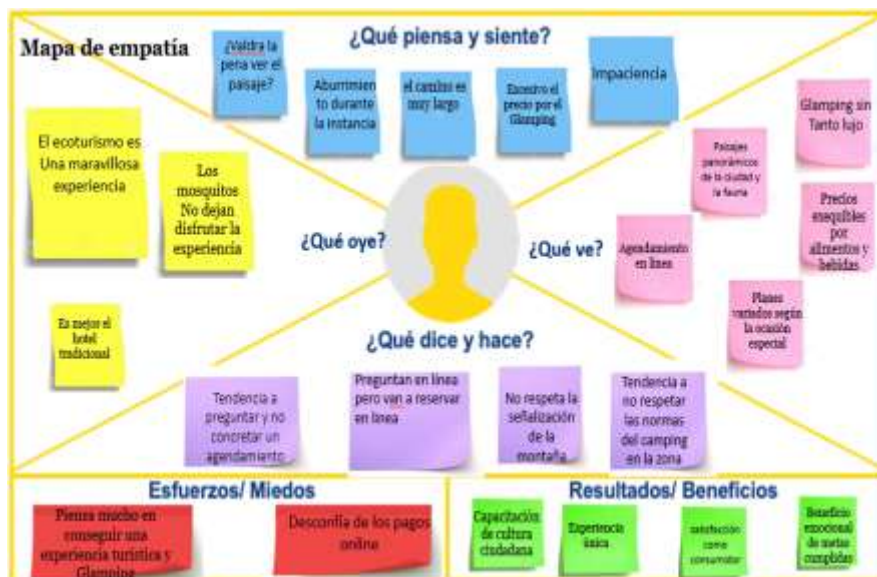 Mapa de empatía
¿Qué piensa y siente?
¿Valdra la
pena ver el
paisaje?
Aburrimien
to durante
la instancia
el camino es
muy largo
Excesivo el
precio por el
Glamping
Impaciencia
El ecoturismo es
Una maravillosa
experiencia
Los
mosquitos
No dejan
disfrutar la
experiencia
Es mejor el
hotel
tradicional
¿Qué oye?
¿Qué ve?
Glamping sin
Tanto lujo
Paisajes
panorámicos
de la ciudad y
la fauna
Precios
exequibles
por
alimentos y
bebidas
Agendamiento
en linea
Planes
variados según
la ocasión
especial
¿Qué dice y hace?
Tendencia a
preguntar y no
concretar un
agendamiento
Preguntan en línea
pero van a reservar
en linea
No respeta la
señalización
de la
montaña
Tendencia a
no respetar
las normas
del camping
en la zona
Esfuerzos/ Miedos
Piensa mucho en
conseguir una
experiencia turística y
Glamping
Desconfía de los pagos
online
Resultados/ Beneficios
Capacitación
de cultura
ciudadana
Experiencia
única
satisfacción
como
consumidor
Beneficio
emocional
de metas
cumplidas